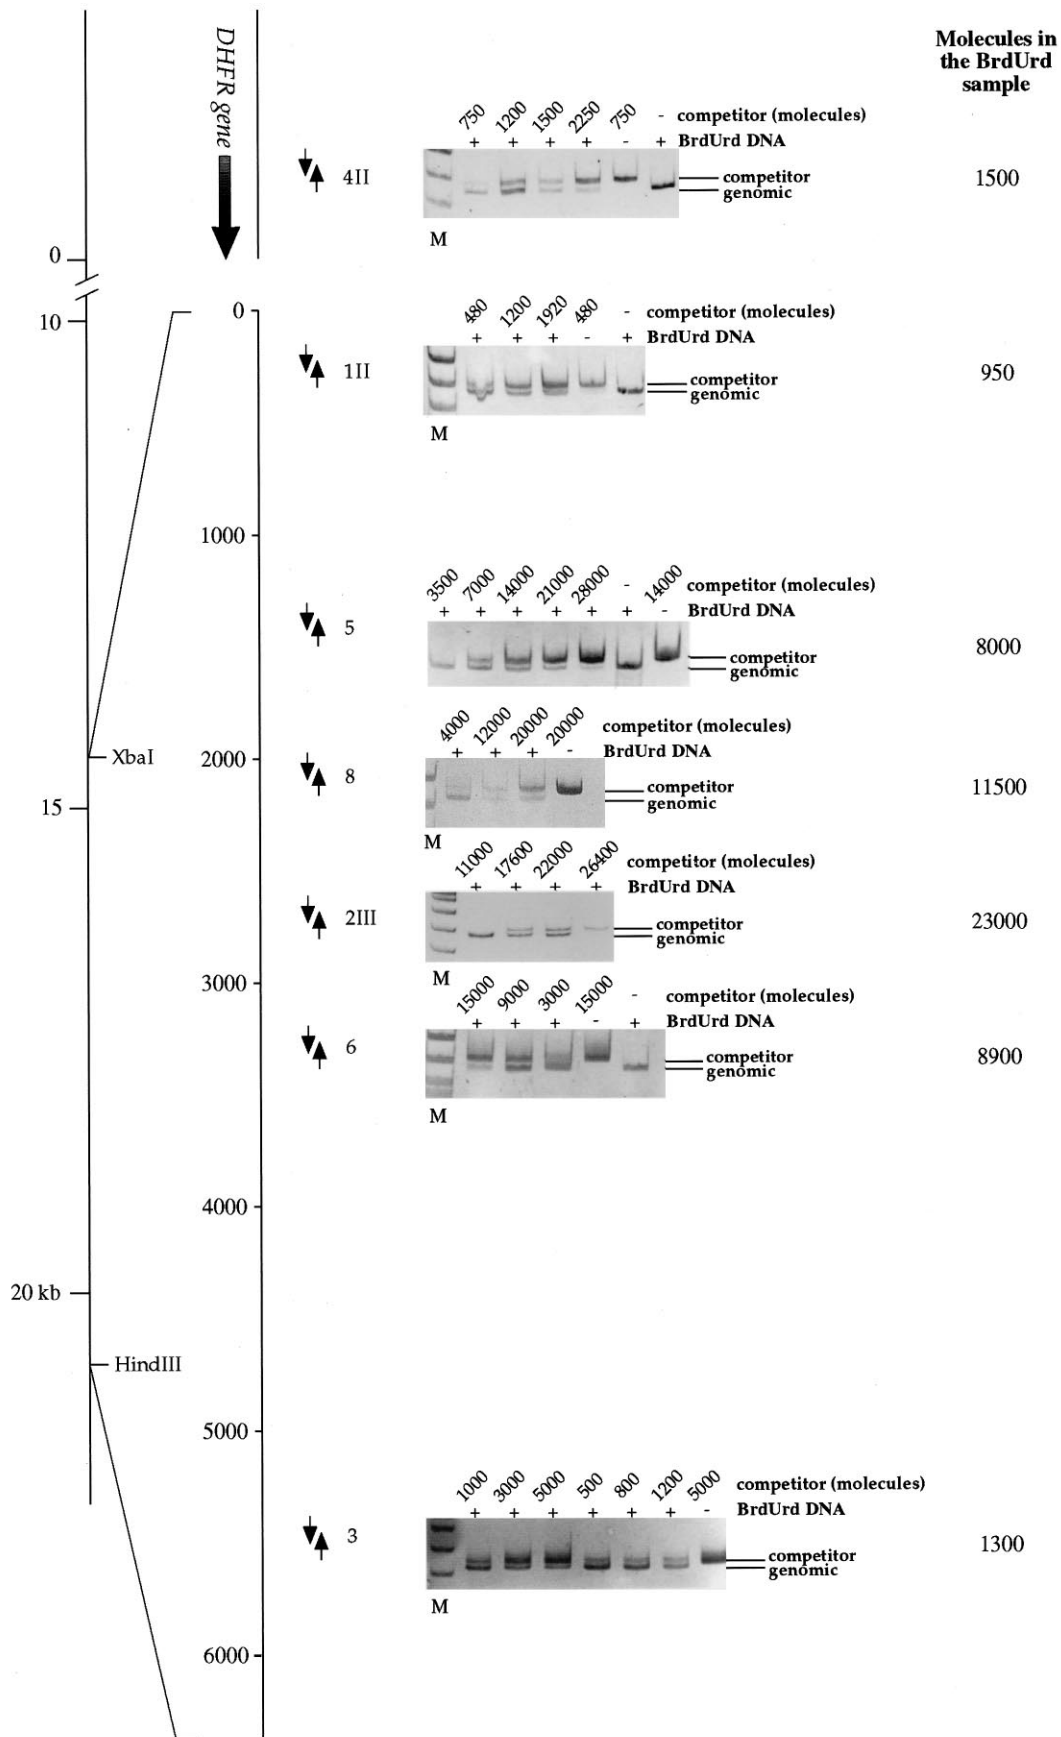 Molecules in
the BrdUrd
sample
DHFR gene
750 1200 1500 2250 750 - competitor (molecules)
+ + + + - + BrdUrd DNA
4II
competitor
genomic
1500
M
0
10
0
480 1200 1920 480 - competitor (molecules)
+ + + - + BrdUrd DNA
1II
competitor
genomic
950
M
1000
3500 7000 14000 21000 28000 - 14000 competitor (molecules)
+ + + + + + - BrdUrd DNA
5
competitor
genomic
8000
4000 12000 20000 20000 competitor (molecules)
+ + + - BrdUrd DNA
XbaI
2000
8
competitor
genomic
11500
15
M
11000 17600 22000 26400 competitor (molecules)
+ + + + BrdUrd DNA
2III
competitor
genomic
23000
M
3000
15000 9000 3000 15000 - competitor (molecules)
+ + + - + BrdUrd DNA
6
competitor
genomic
8900
M
4000
20 kb
HindIII
5000
1000 3000 5000 500 800 1200 5000 competitor (molecules)
+ + + + + + - BrdUrd DNA
3
competitor
genomic
1300
M
6000